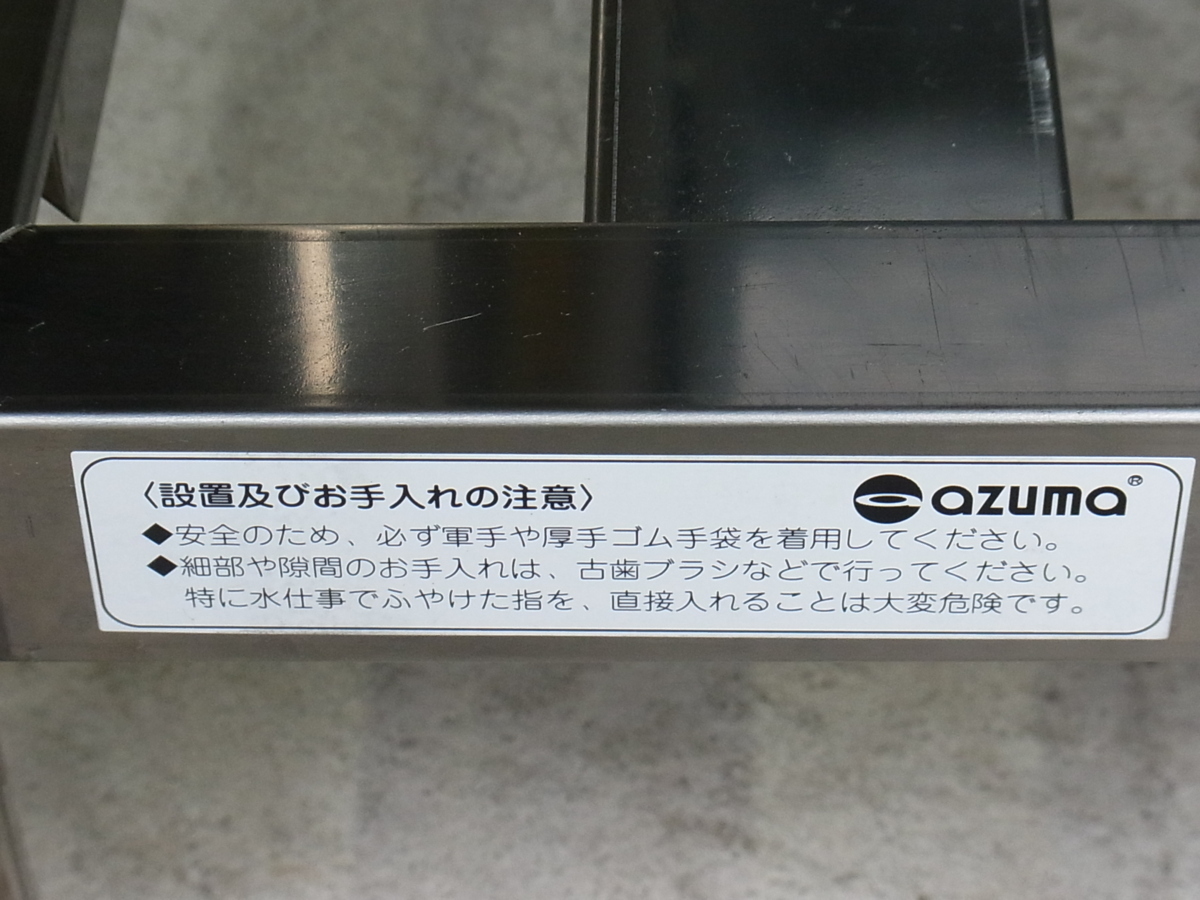 〈設置及びお手入れの注意〉 azuma®
◆安全のため、必ず軍手や厚手ゴム手袋を着用してください。
◆細部や隙間のお手入れは、古歯ブラシなどで行ってください。
特に水仕事でふやけた指を、直接入れることは大変危険です。